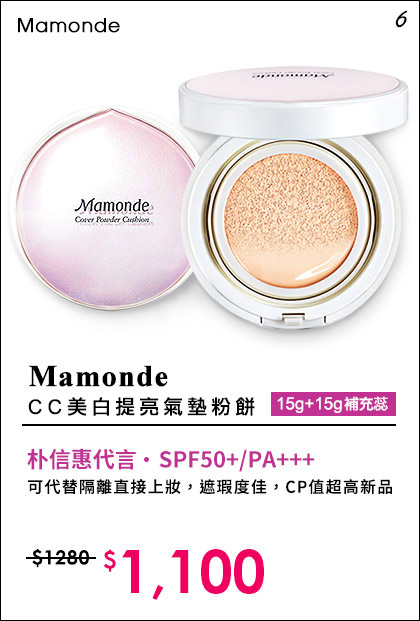 Mamonde
6
Mamonde
Mamonde
Cover Powder Cushion
Mamonde
CC美白提亮氣墊粉餅 15g+15g補充蕊
朴信惠代言・SPF50+/PA+++
可代替隔離直接上妝，遮瑕度佳，CP值超高新品
$1280 $1,100